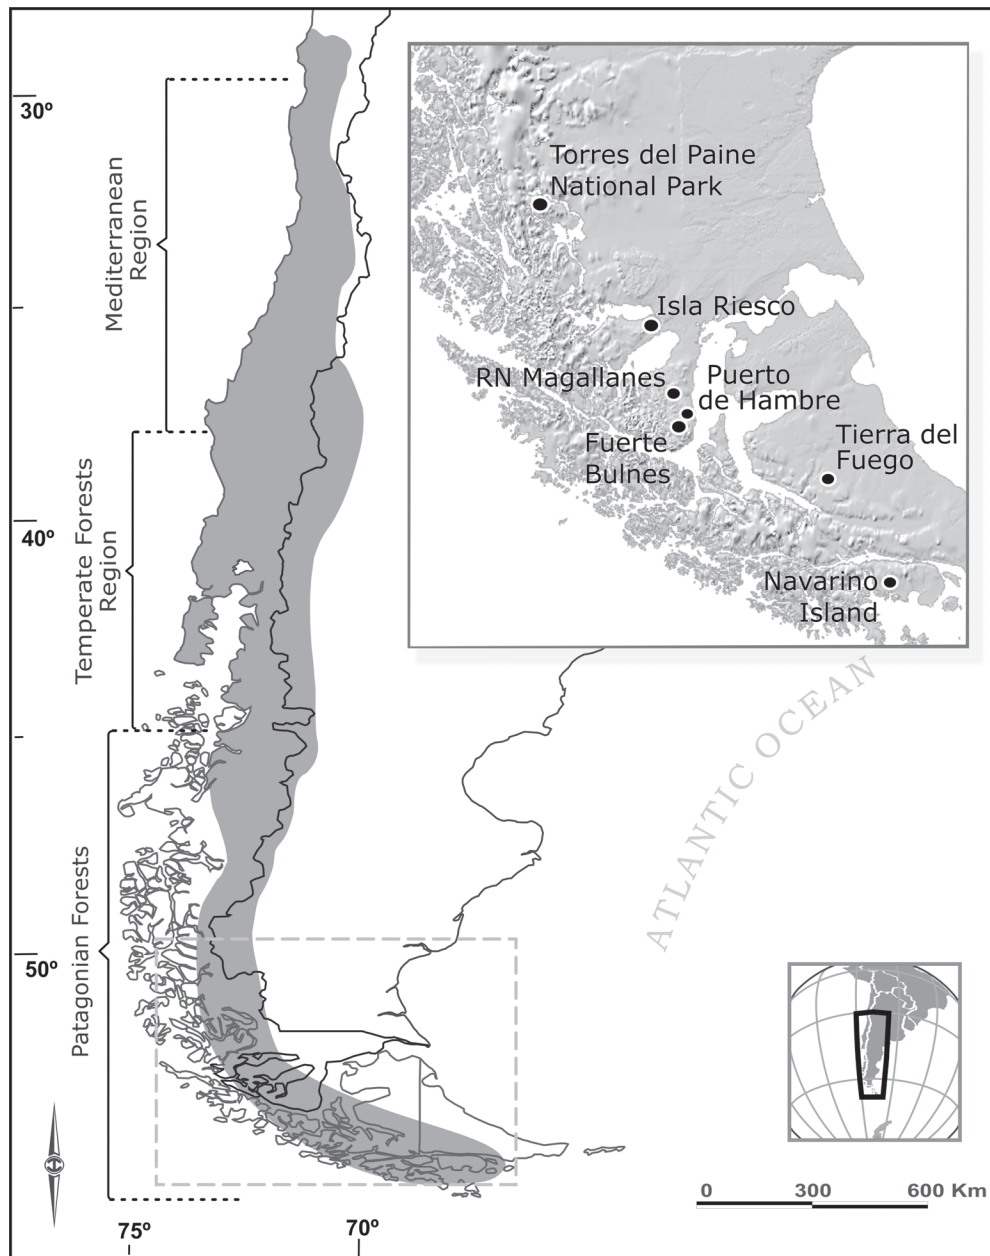 30º
40º
50º
75º
70º
Mediterranean
Region
Temperate Forests
Region
Patagonian Forests
Torres del Paine
National Park
Isla Riesco
RN Magallanes
Puerto
de Hambre
Fuerte
Bulnes
Tierra del
Fuego
Navarino
Island
ATLANTIC OCEAN
0 300 600 Km